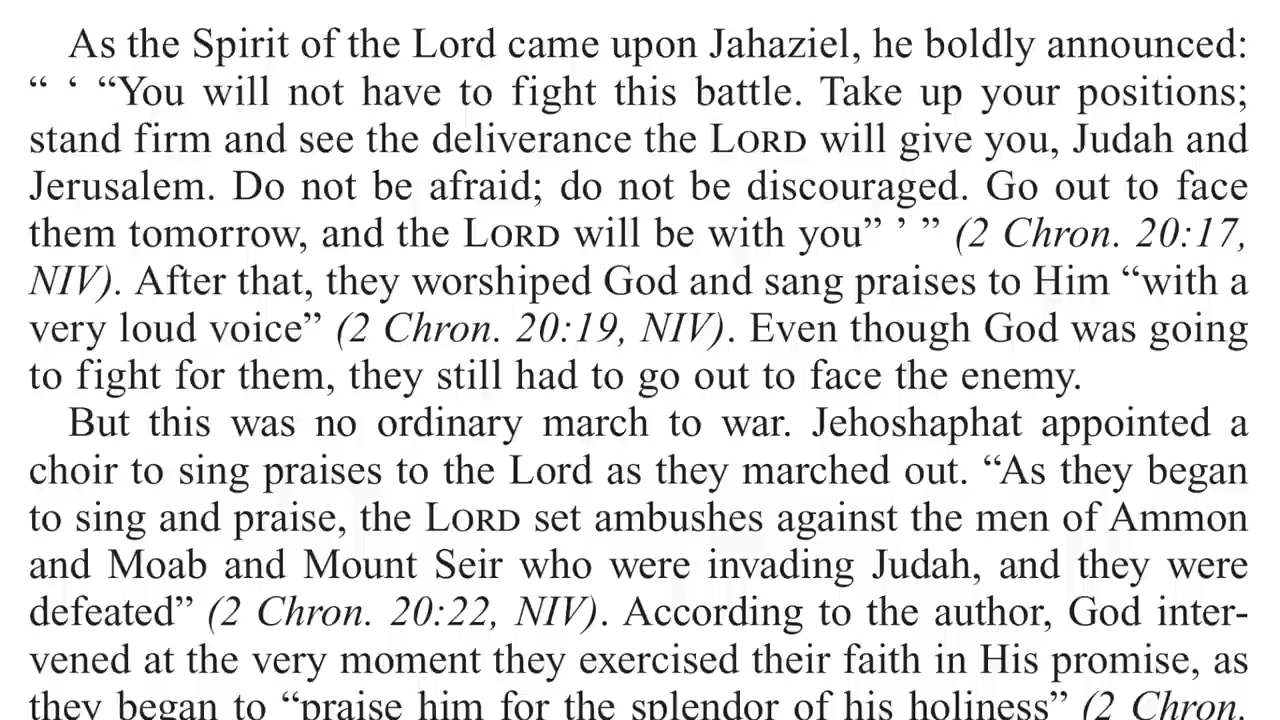 As the Spirit of the Lord came upon Jahaziel, he boldly announced:
“ ‘ “You will not have to fight this battle. Take up your positions;
stand firm and see the deliverance the LORD will give you, Judah and
Jerusalem. Do not be afraid; do not be discouraged. Go out to face
them tomorrow, and the LORD will be with you” ’ ” (2 Chron. 20:17,
NIV). After that, they worshiped God and sang praises to Him “with a
very loud voice” (2 Chron. 20:19, NIV). Even though God was going
to fight for them, they still had to go out to face the enemy.
But this was no ordinary march to war. Jehoshaphat appointed a
choir to sing praises to the Lord as they marched out. “As they began
to sing and praise, the LORD set ambushes against the men of Ammon
and Moab and Mount Seir who were invading Judah, and they were
defeated” (2 Chron. 20:22, NIV). According to the author, God inter-
vened at the very moment they exercised their faith in His promise, as
they began to “praise him for the splendor of his holiness” (2 Chron.